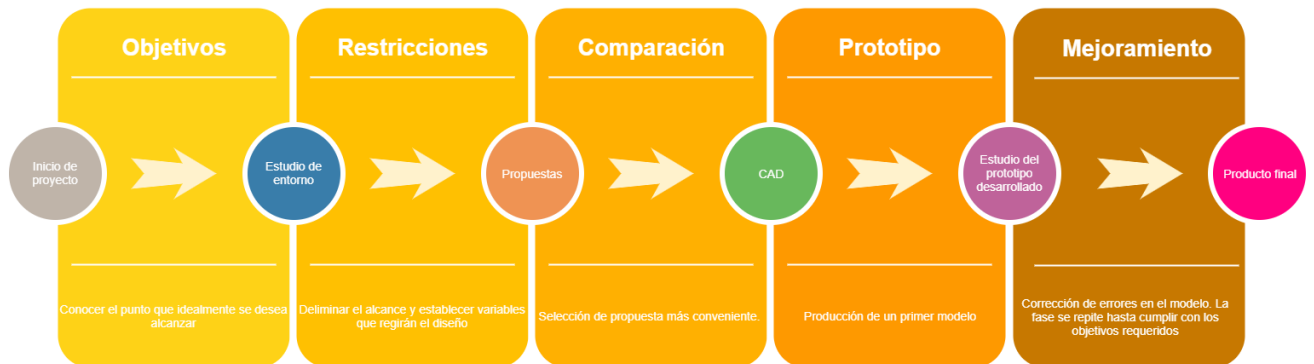 Objetivos
Restricciones
Comparación
Prototipo
Mejoramiento
Inicio de
proyecto
Estudio de
entorno
Propuestas
CAD
Estudio del
prototipo
desarrollado
Producto final
Conocer el punto que idealmente se desea
alcanzar
Deliminar el alcance y establecer variables
que regirán el diseño
Selección de propuesta más conveniente.
Producción de un primer modelo
Corrección de errores en el modelo. La
fase se repite hasta cumplir con los
objetivos requeridos